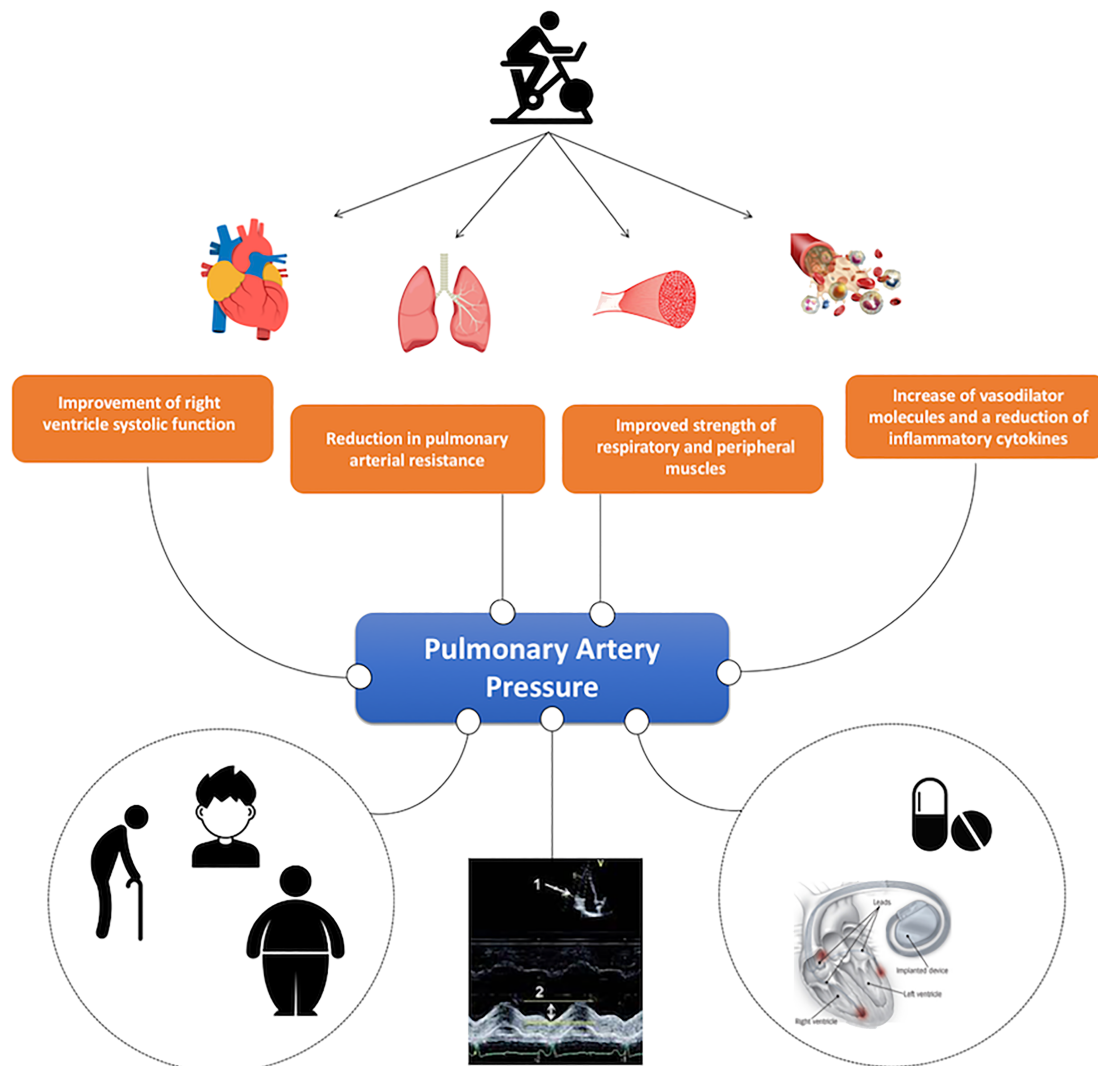 Improvement of right
ventricle systolic function
Reduction in pulmonary
arterial resistance
Improved strength of
respiratory and peripheral
muscles
Increase of vasodilator
molecules and a reduction of
inflammatory cytokines
Pulmonary Artery
Pressure
V
1
2
Leads
Implanted device
Left ventricle
Right ventricle